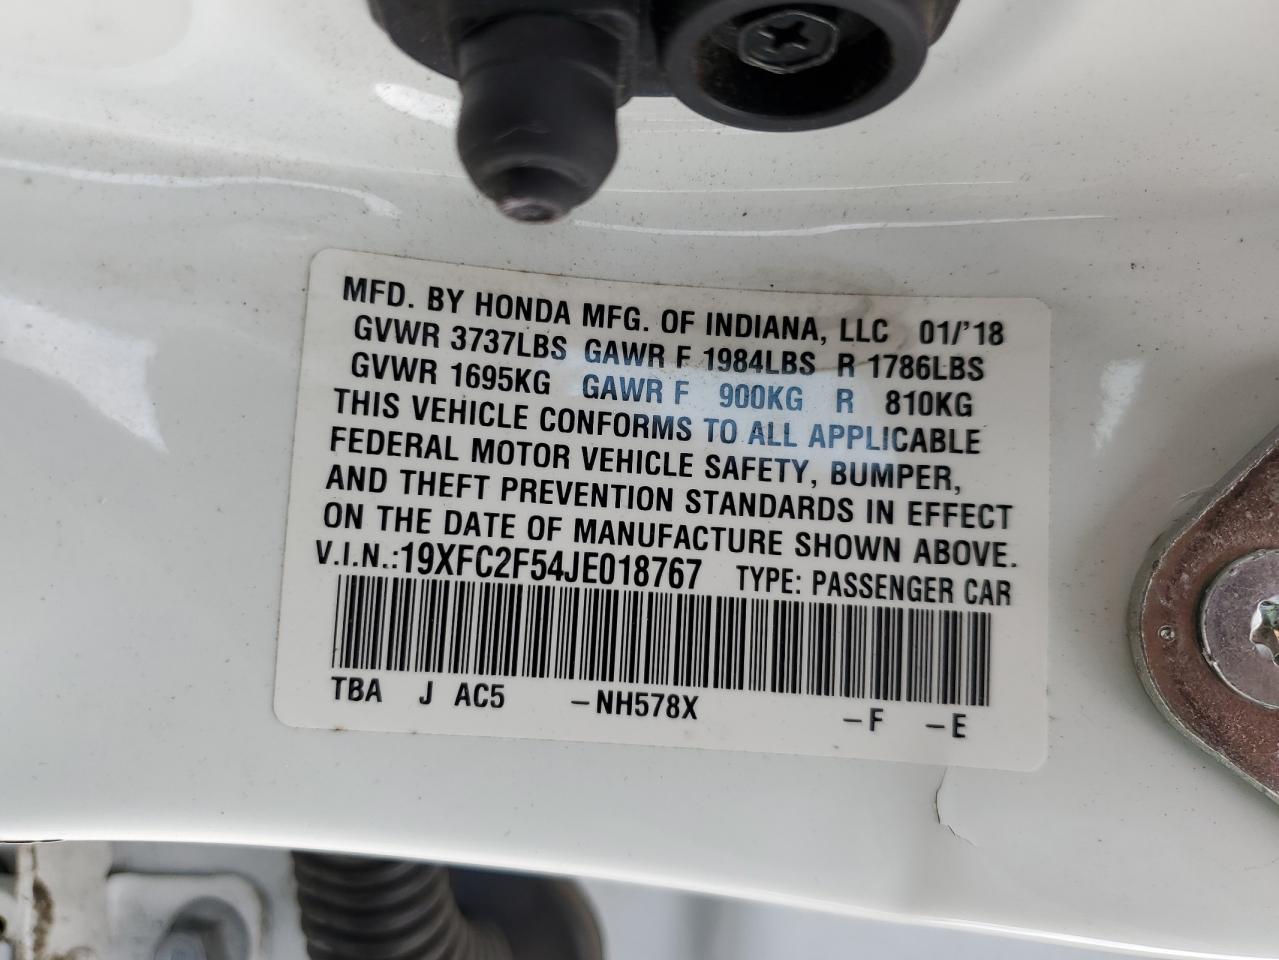 MFD. BY HONDA MFG. OF INDIANA, LLC 01/'18
GVWR 3737LBS GAWR F 1984LBS R 1786LBS
GVWR 1695KG GAWR F 900KG R 810KG
THIS VEHICLE CONFORMS TO ALL APPLICABLE
FEDERAL MOTOR VEHICLE SAFETY, BUMPER,
AND THEFT PREVENTION STANDARDS IN EFFECT
ON THE DATE OF MANUFACTURE SHOWN ABOVE.
V.I.N.:19XFC2F54JE018767 TYPE: PASSENGER CAR
TBA J AC5 -NH578X -F -E